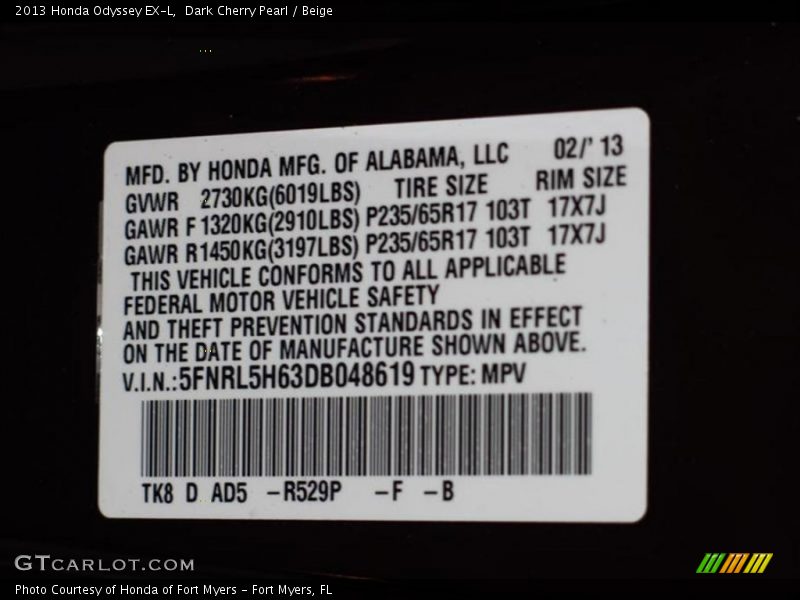 2013 Honda Odyssey EX-L,  Dark Cherry Pearl / Beige
MFD. BY HONDA MFG. OF ALABAMA, LLC 02/' 13
GVWR 2730KG(6019LBS) TIRE SIZE RIM SIZE
GAWR F 1320KG(2910LBS) P235/65R17 103T 17X7J
GAWR R1450KG(3197LBS) P235/65R17 103T 17X7J
THIS VEHICLE CONFORMS TO ALL APPLICABLE
FEDERAL MOTOR VEHICLE SAFETY
AND THEFT PREVENTION STANDARDS IN EFFECT
ON THE DATE OF MANUFACTURE SHOWN ABOVE.
V.I.N.:5FNRL5H63DB048619 TYPE: MPV
TK8 D AD5 -R529P -F -B
GTCARLOT.COM
Photo Courtesy of Honda of Fort Myers - Fort Myers, FL